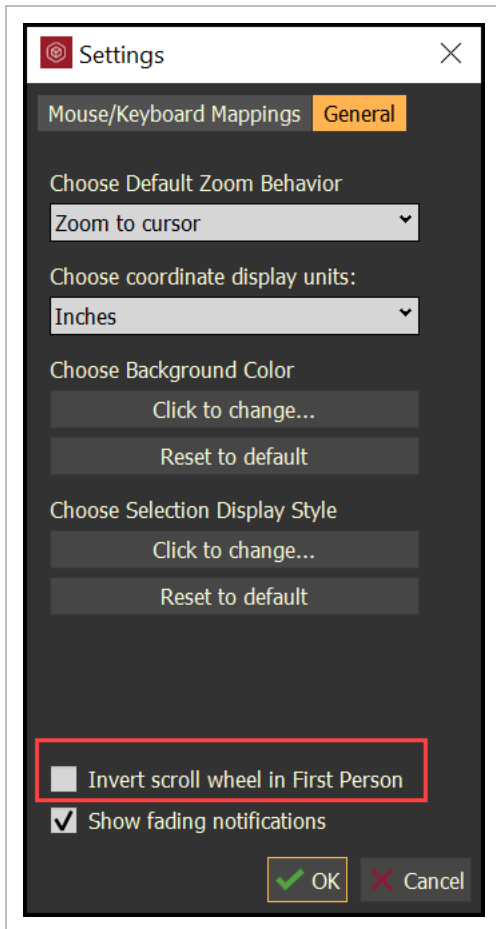 Settings
Mouse/Keyboard Mappings General
Choose Default Zoom Behavior
Zoom to cursor
Choose coordinate display units:
Inches
Choose Background Color
Click to change...
Reset to default
Choose Selection Display Style
Click to change...
Reset to default
Invert scroll wheel in First Person
Show fading notifications
OK Cancel